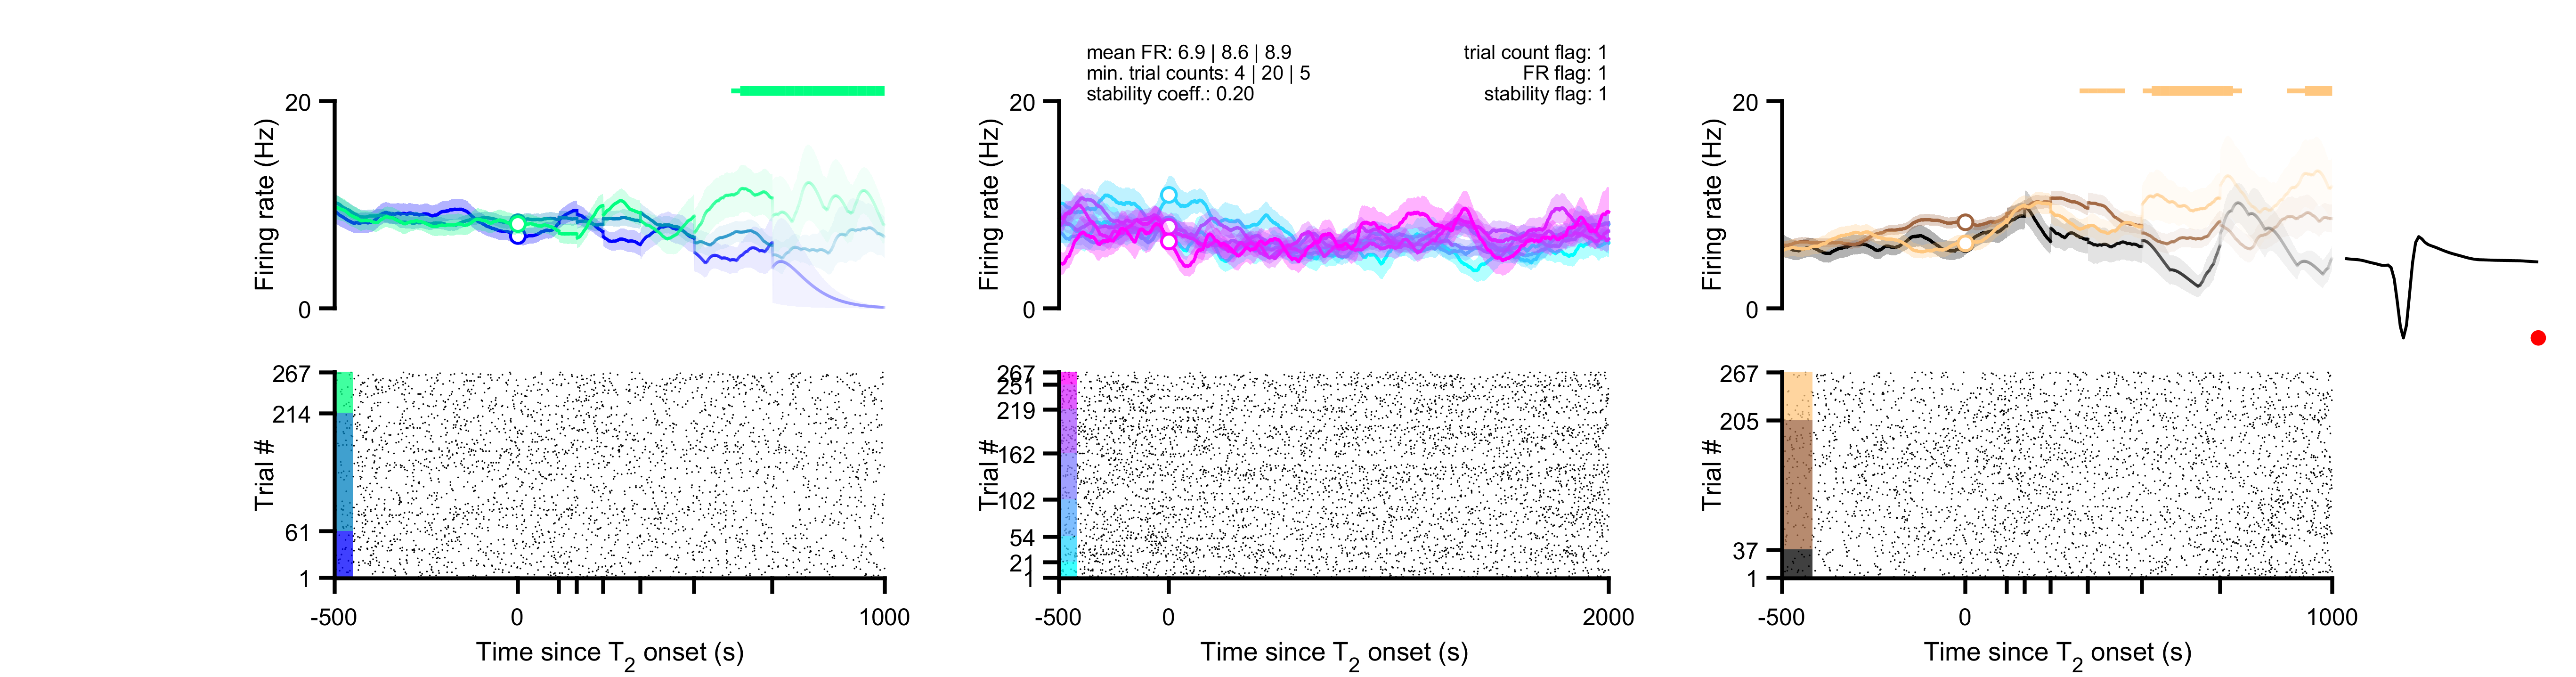 mean FR: 6.9 | 8.6 | 8.9
min. trial counts: 4 | 20 | 5
stability coeff.: 0.20
trial count flag: 1
FR flag: 1
stability flag: 1
20
0
Firing rate (Hz)
267
214
61
1
Trial #
-500
0
1000
Time since T2 onset (s)
20
0
Firing rate (Hz)
267
251
219
162
102
54
21
1
Trial #
-500
0
2000
Time since T2 onset (s)
20
0
Firing rate (Hz)
267
205
37
1
Trial #
-500
0
1000
Time since T2 onset (s)